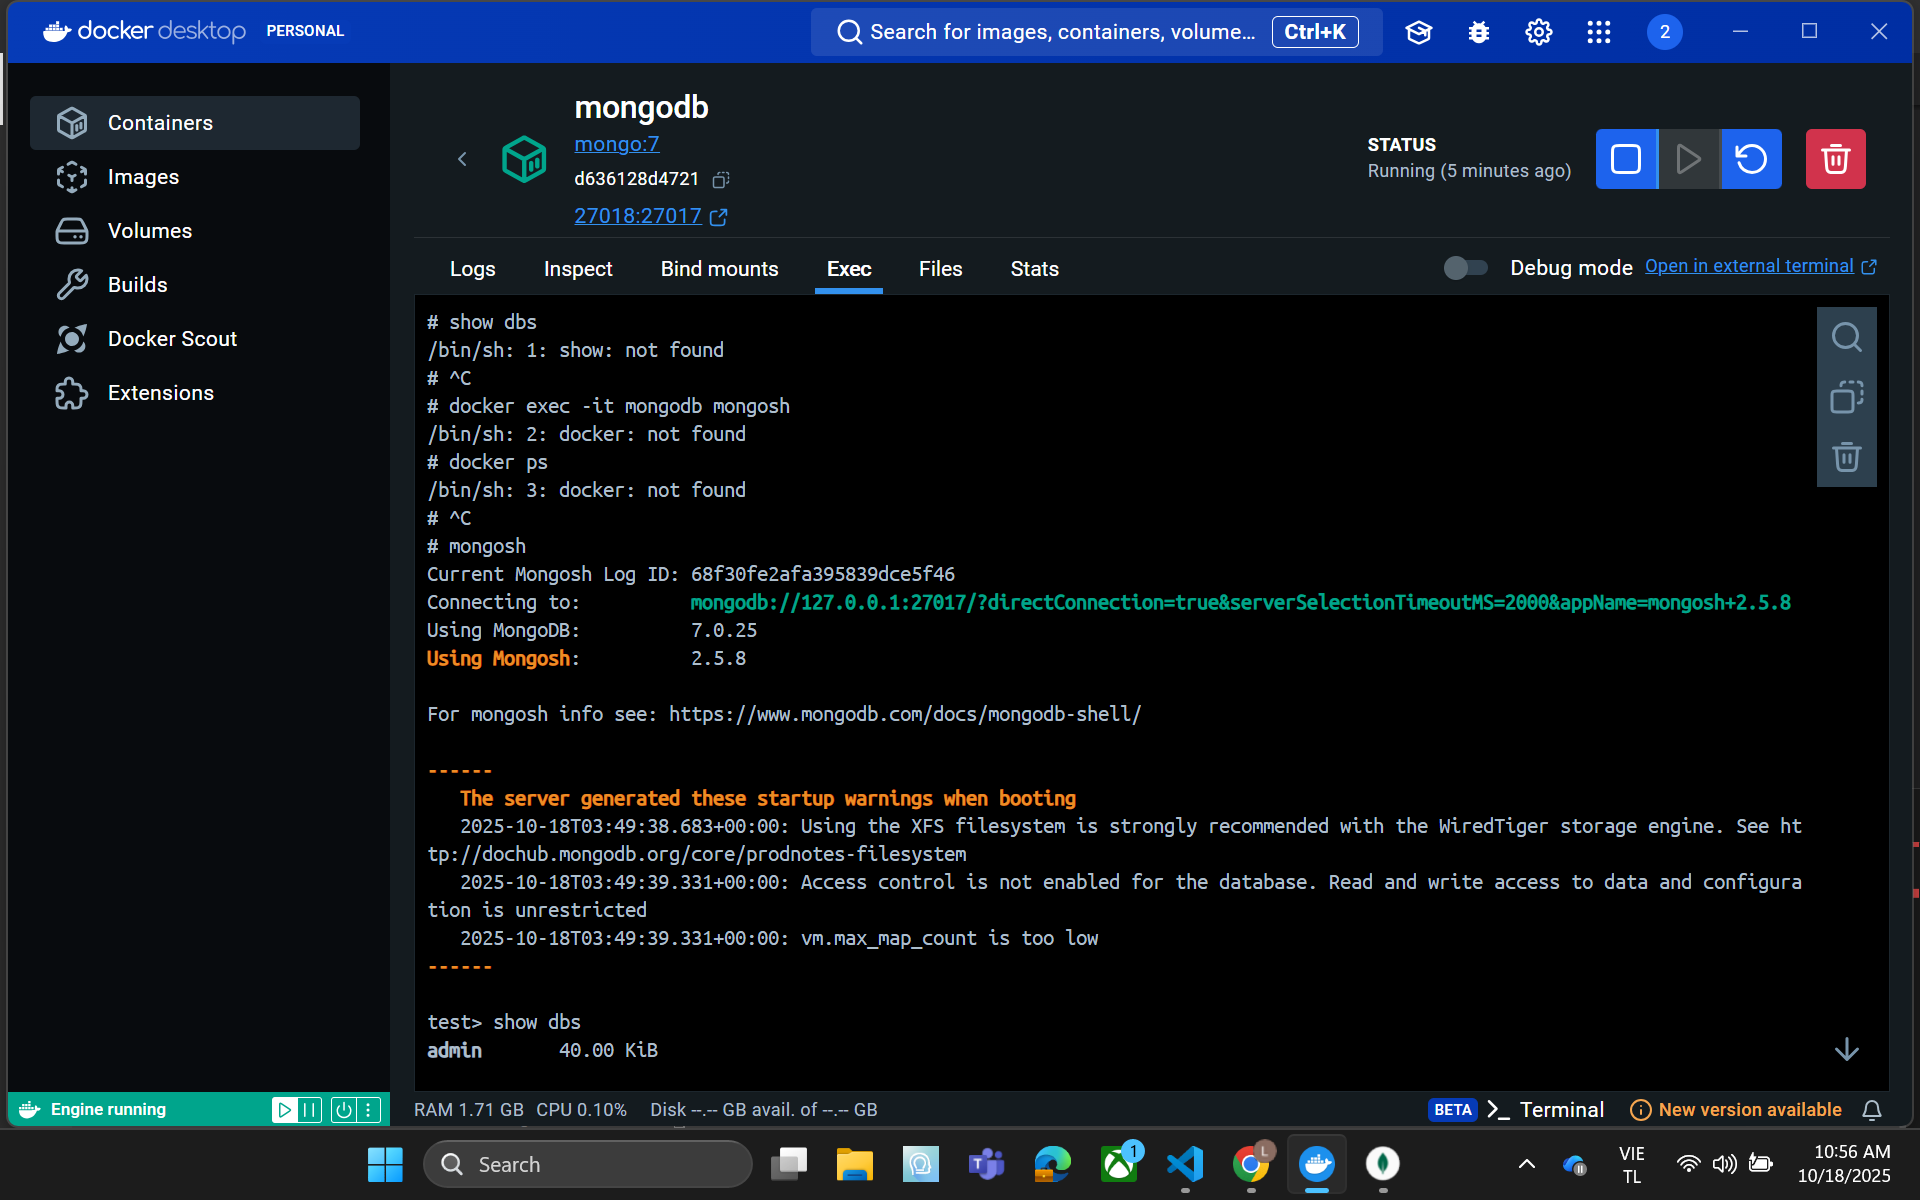 docker desktop PERSONAL
Search for images, containers, volume... Ctrl+K
2
Containers
Images
Volumes
Builds
Docker Scout
Extensions
mongodb
mongo:7
d636128d4721
27018:27017
STATUS
Running (5 minutes ago)
Logs Inspect Bind mounts Exec Files Stats
Debug mode Open in external terminal
# show dbs
/bin/sh: 1: show: not found
# ^C
# docker exec -it mongodb mongosh
/bin/sh: 2: docker: not found
# docker ps
/bin/sh: 3: docker: not found
# ^C
# mongosh
Current Mongosh Log ID: 68f30fe2afa395839dce5f46
Connecting to: mongodb://127.0.0.1:27017/?directConnection=true&serverSelectionTimeoutMS=2000&appName=mongosh+2.5.8
Using MongoDB: 7.0.25
Using Mongosh: 2.5.8
For mongosh info see: https://www.mongodb.com/docs/mongodb-shell/
------
The server generated these startup warnings when booting
2025-10-18T03:49:38.683+00:00: Using the XFS filesystem is strongly recommended with the WiredTiger storage engine. See ht
tp://dochub.mongodb.org/core/prodnotes-filesystem
2025-10-18T03:49:39.331+00:00: Access control is not enabled for the database. Read and write access to data and configura
tion is unrestricted
2025-10-18T03:49:39.331+00:00: vm.max_map_count is too low
------
test> show dbs
admin 40.00 KiB
Engine running
RAM 1.71 GB CPU 0.10% Disk --.-- GB avail. of --.-- GB
BETA Terminal New version available
Search
1
L
VIE
TL
10:56 AM
10/18/2025